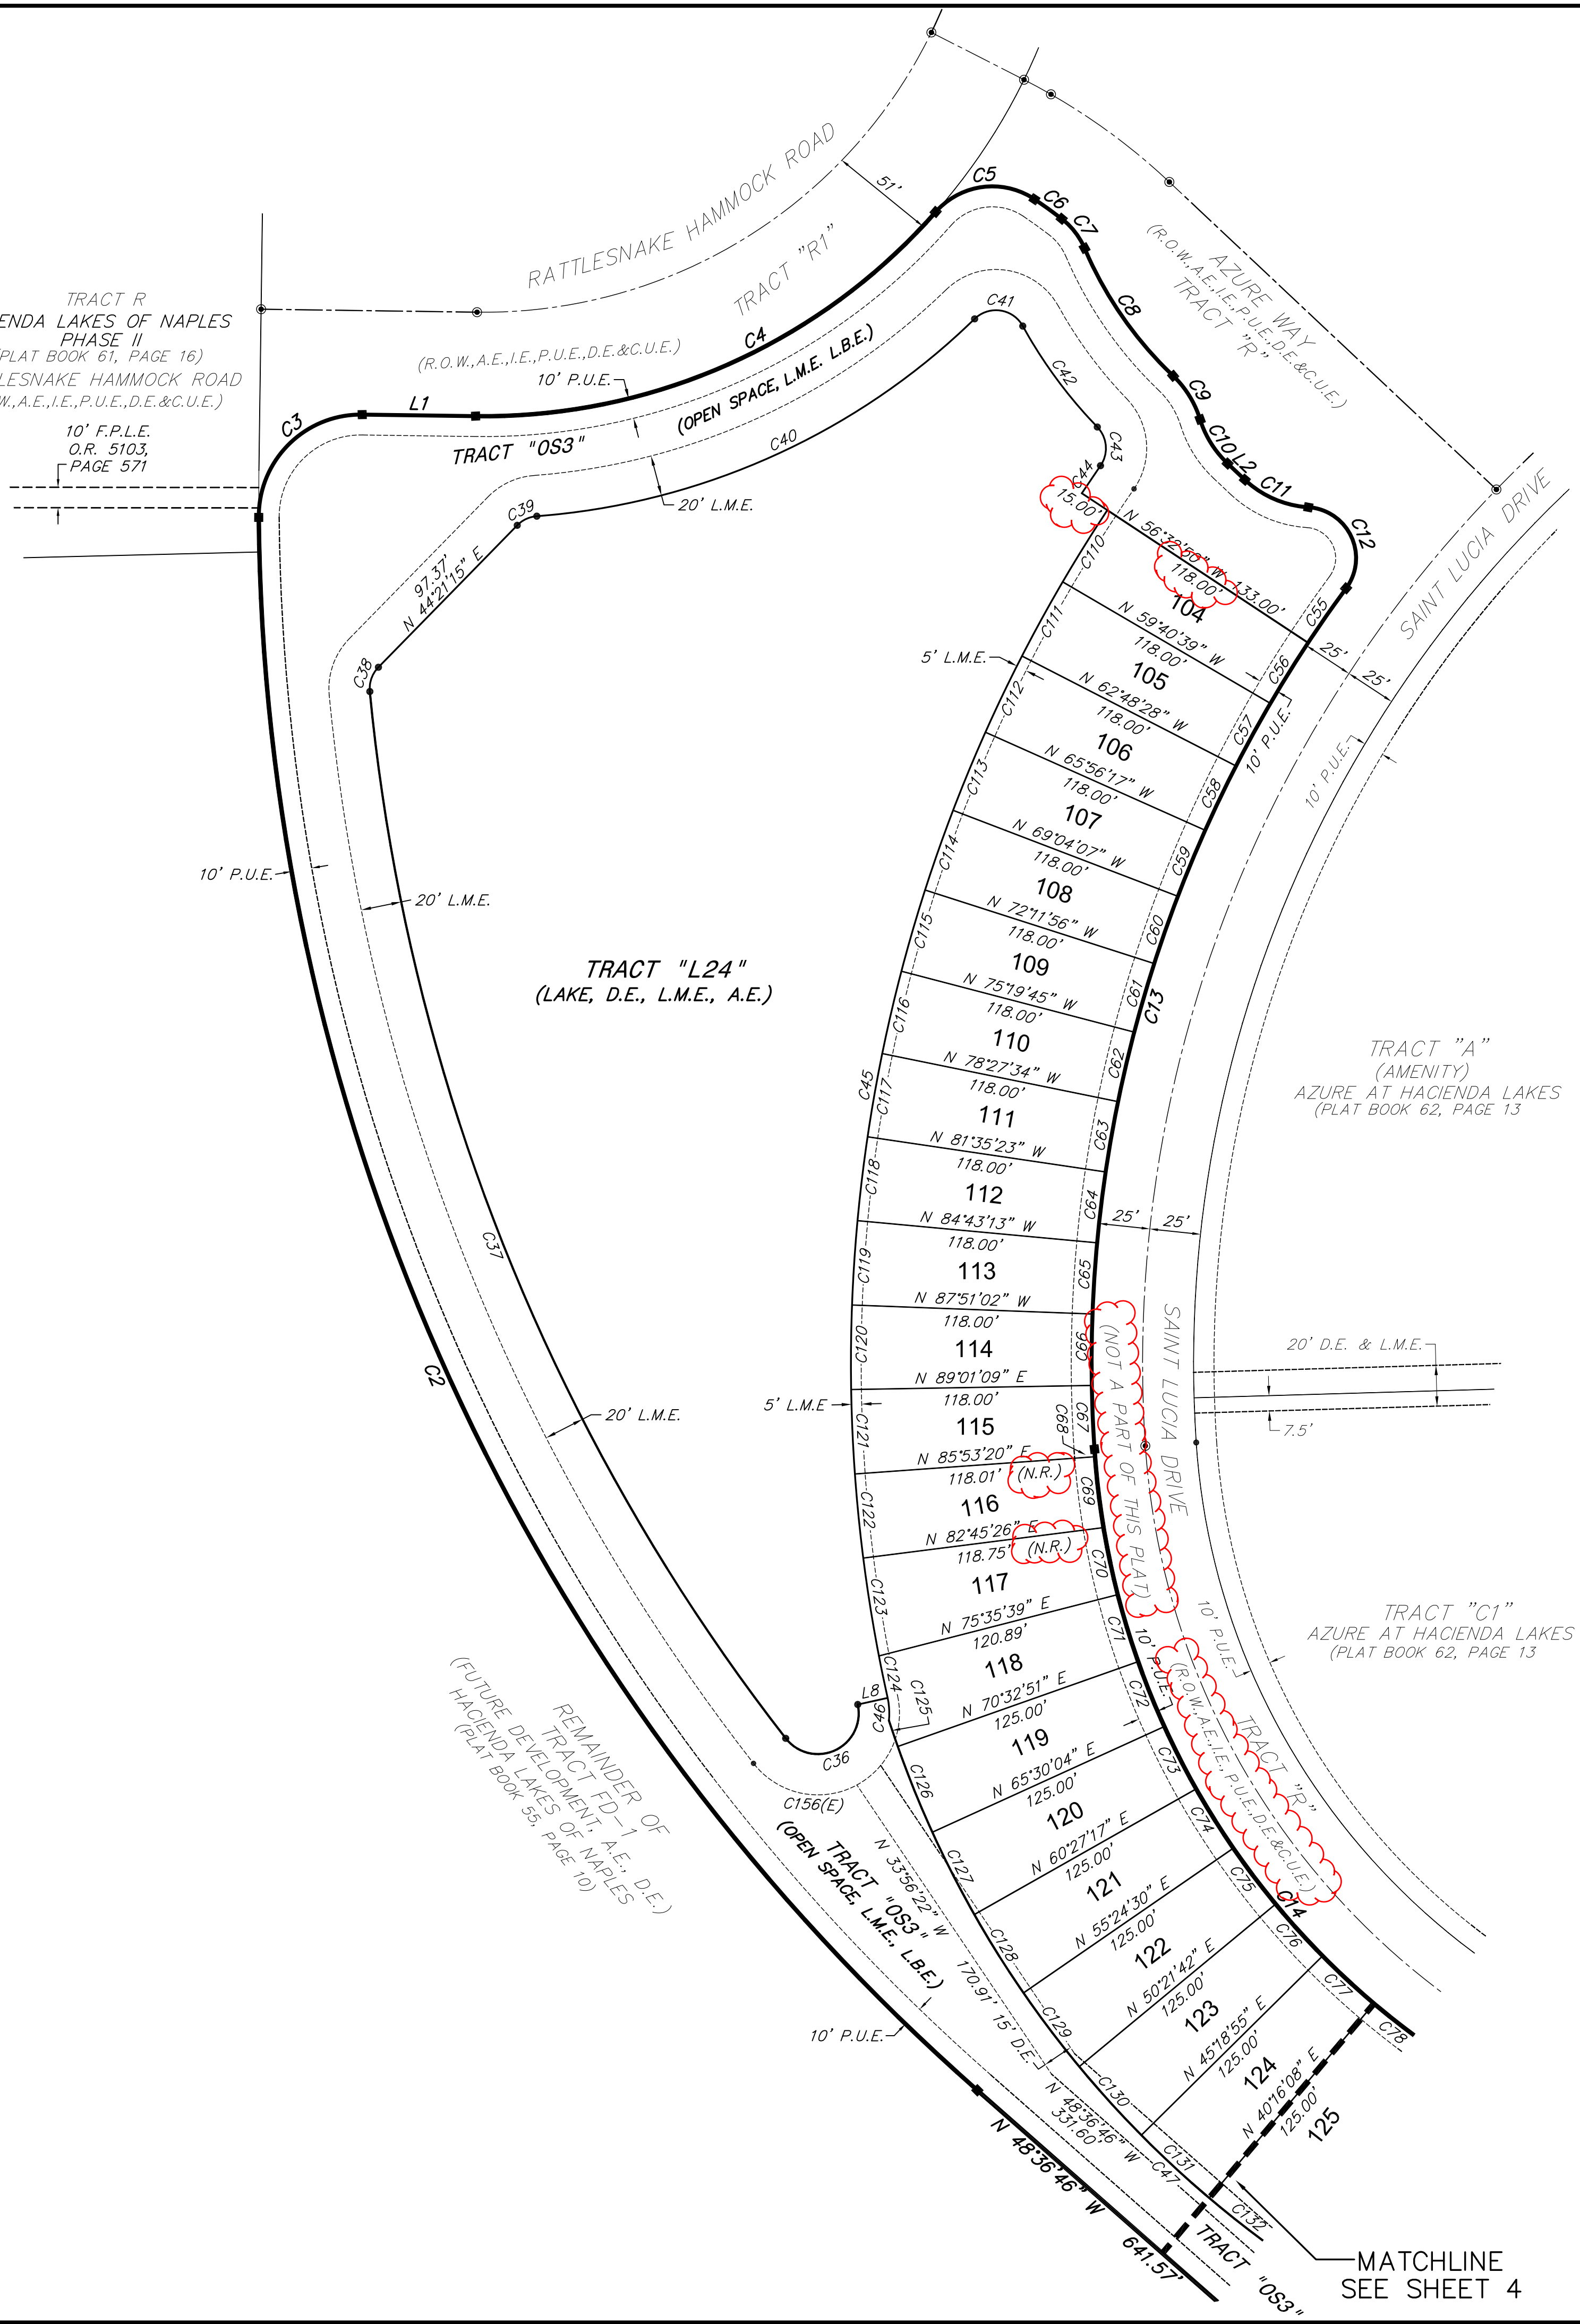 RATTLESNAKE HAMMOCK ROAD
51'
TRACT "R1"
(R.O.W.,A.E.,I.E.,P.U.E.,D.E.&C.U.E.)
10' P.U.E.
C5
C6
C7
C8
C9
C10
L2
C11
C12
AZURE WAY
(R.O.W.,A.E.,I.E.,P.U.E.,D.E.&C.U.E.)
TRACT "R"
SAINT LUCIA DRIVE
TRACT R
ENDA LAKES OF NAPLES
PHASE II
PLAT BOOK 61, PAGE 16)
LESNAKE HAMMOCK ROAD
W.,A.E.,I.E.,P.U.E.,D.E.&C.U.E.)
10' F.P.L.E.
O.R. 5103,
PAGE 571
C3
L1
C4
TRACT "OS3"
(OPEN SPACE, L.M.E. L.B.E.)
C41
C42
C43
C44
C40
C39
20' L.M.E.
97.37'
N 44°21'15" E
C38
15.00'
N 56°32'50" W
118.00'
133.00'
C110
104
C55
N 59°40'39" W
118.00'
C111
105
C56
25'
25'
5' L.M.E.
N 62°48'28" W
118.00'
C112
106
C57
10' P.U.E.
10' P.U.E.
N 65°56'17" W
118.00'
C113
107
C58
N 69°04'07" W
118.00'
C114
108
C59
N 72°11'56" W
118.00'
C115
109
C60
10' P.U.E.
20' L.M.E.
TRACT "L24"
(LAKE, D.E., L.M.E., A.E.)
N 75°19'45" W
118.00'
C116
110
C61
C13
N 78°27'34" W
118.00'
C45
C117
111
C62
TRACT "A"
(AMENITY)
AZURE AT HACIENDA LAKES
(PLAT BOOK 62, PAGE 13
N 81°35'23" W
118.00'
C118
112
C63
N 84°43'13" W
118.00'
C119
113
C64
25'
25'
N 87°51'02" W
118.00'
C120
114
C65
C66
N 89°01'09" E
118.00'
5' L.M.E
C121
115
C67
C68
(NOT A PART OF THIS PLAT)
SAINT LUCIA DRIVE
20' D.E. & L.M.E.
7.5'
C37
C2
20' L.M.E.
N 85°53'20" E
118.01' (N.R.)
C122
116
C69
N 82°45'26" E
118.75' (N.R.)
C123
117
C70
N 75°35'39" E
120.89'
C124
118
C71
10' P.U.E.
10' P.U.E.
TRACT "C1"
AZURE AT HACIENDA LAKES
(PLAT BOOK 62, PAGE 13
L8
C46
C125
N 70°32'51" E
125.00'
119
C72
(R.O.W.,A.E.,I.E.,P.U.E.,D.E.&C.U.E.)
TRACT "R"
C36
C126
N 65°30'04" E
125.00'
120
C73
C156(E)
REMAINDER OF
TRACT FD-1
(FUTURE DEVELOPMENT, A.E., D.E.)
HACIENDA LAKES OF NAPLES
(PLAT BOOK 55, PAGE 10)
TRACT "OS3"
(OPEN SPACE, L.M.E., L.B.E.)
N 33°56'22" W
170.91'
15' D.E.
C127
N 60°27'17" E
125.00'
121
C74
C128
N 55°24'30" E
125.00'
122
C75
C14
C129
N 50°21'42" E
125.00'
123
C76
10' P.U.E.
C130
N 45°18'55" E
125.00'
124
C77
N 48°36'46" W
331.60'
C131
C47
N 40°16'08" E
125.00'
125
C78
C132
N 48°36'46" W
641.57'
TRACT "OS3"
MATCHLINE
SEE SHEET 4